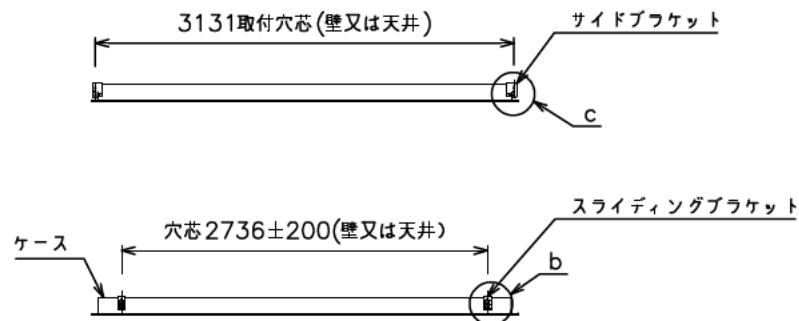 3131取付穴芯(壁又は天井)
サイドブラケット
c
穴芯2736±200(壁又は天井)
スライディングブラケット
ケース
b